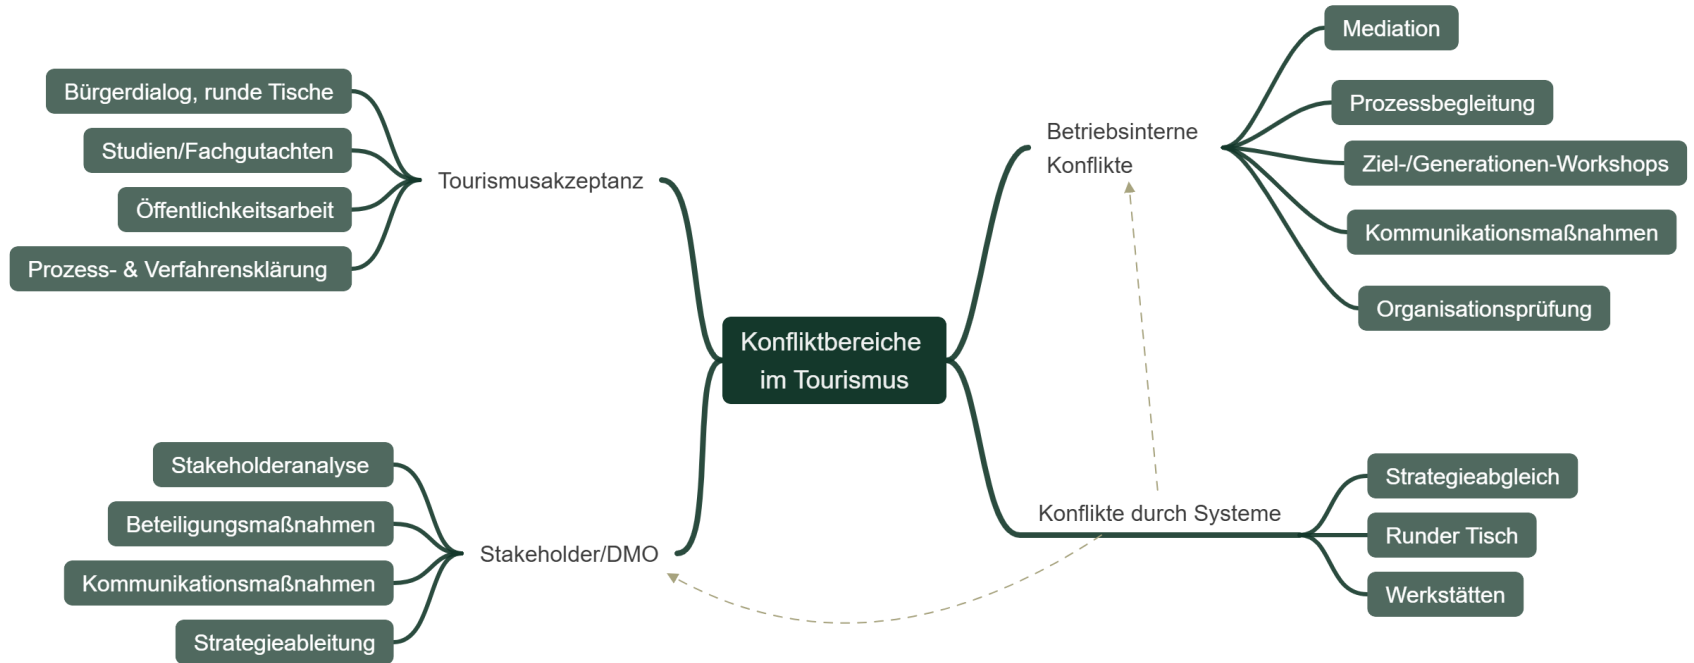 Konfliktbereiche
im Tourismus
Tourismusakzeptanz
Bürgerdialog, runde Tische
Studien/Fachgutachten
Öffentlichkeitsarbeit
Prozess- & Verfahrensklärung
Stakeholder/DMO
Stakeholderanalyse
Beteiligungsmaßnahmen
Kommunikationsmaßnahmen
Strategieableitung
Betriebsinterne
Konflikte
Mediation
Prozessbegleitung
Ziel-/Generationen-Workshops
Kommunikationsmaßnahmen
Organisationsprüfung
Konflikte durch Systeme
Strategieabgleich
Runder Tisch
Werkstätten